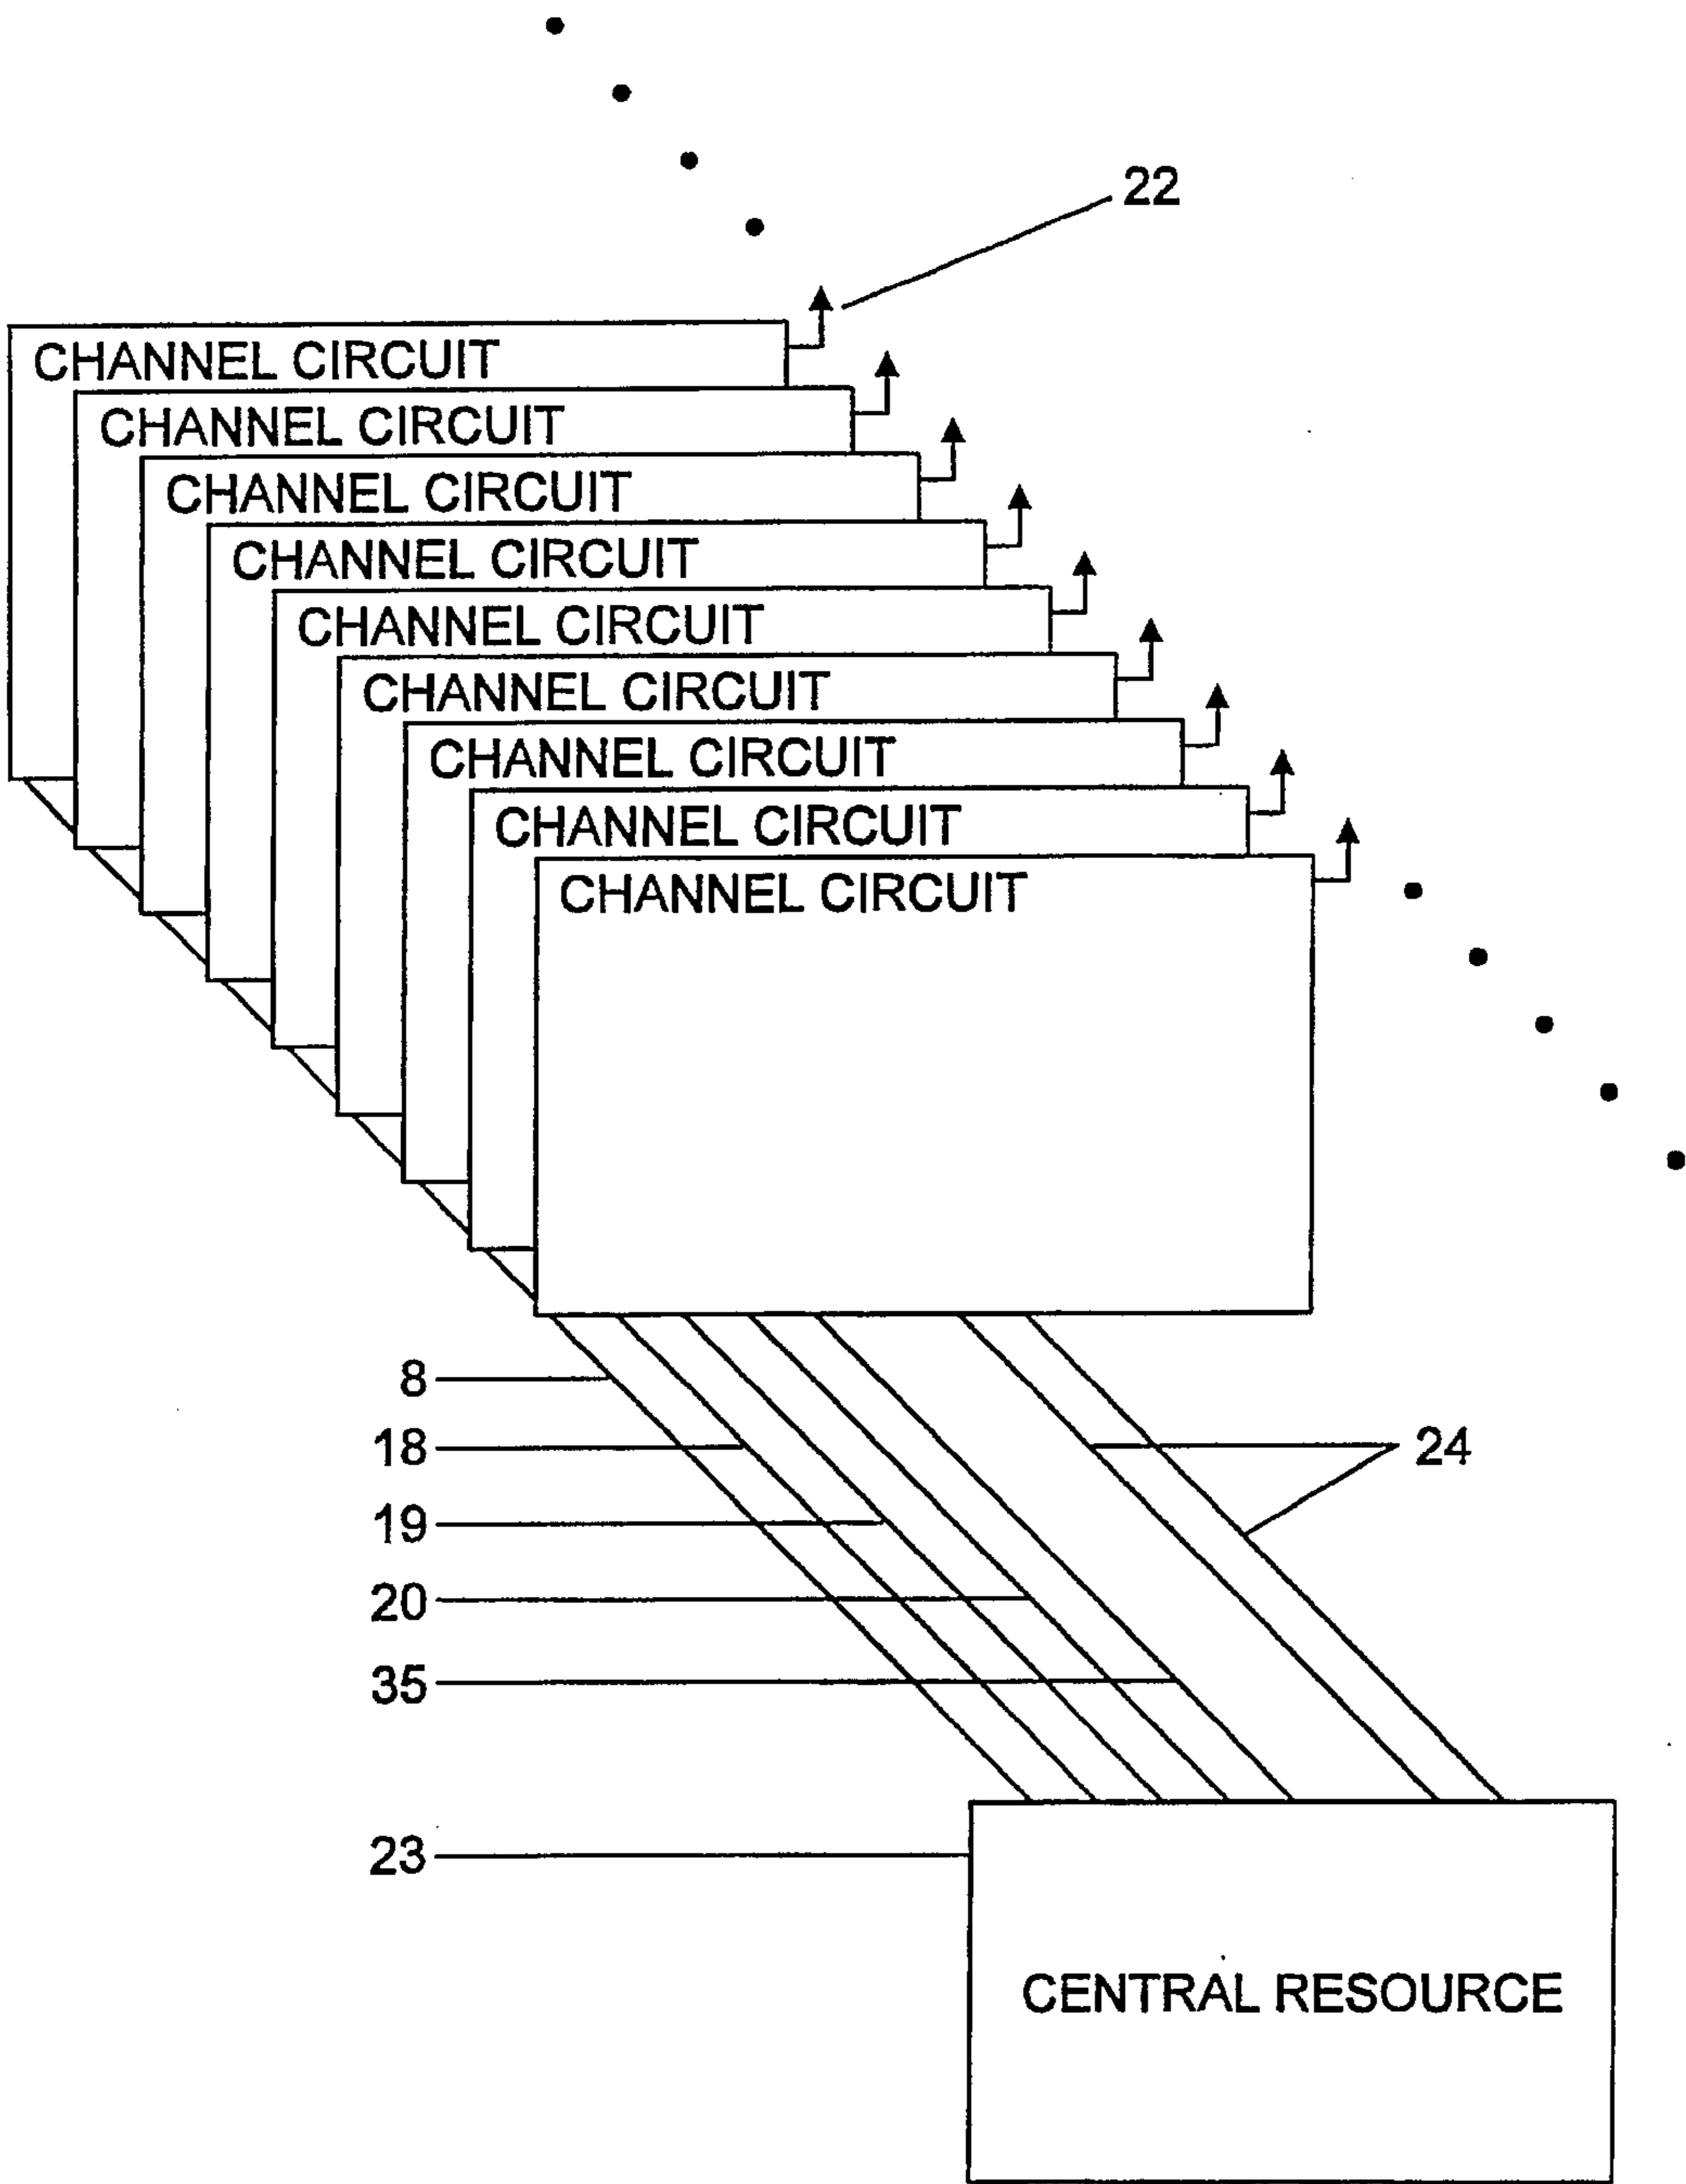 22
CHANNEL CIRCUIT
CHANNEL CIRCUIT
CHANNEL CIRCUIT
CHANNEL CIRCUIT
CHANNEL CIRCUIT
CHANNEL CIRCUIT
CHANNEL CIRCUIT
CHANNEL CIRCUIT
CHANNEL CIRCUIT
8
18
24
19
20
35
23
CENTRAL RESOURCE